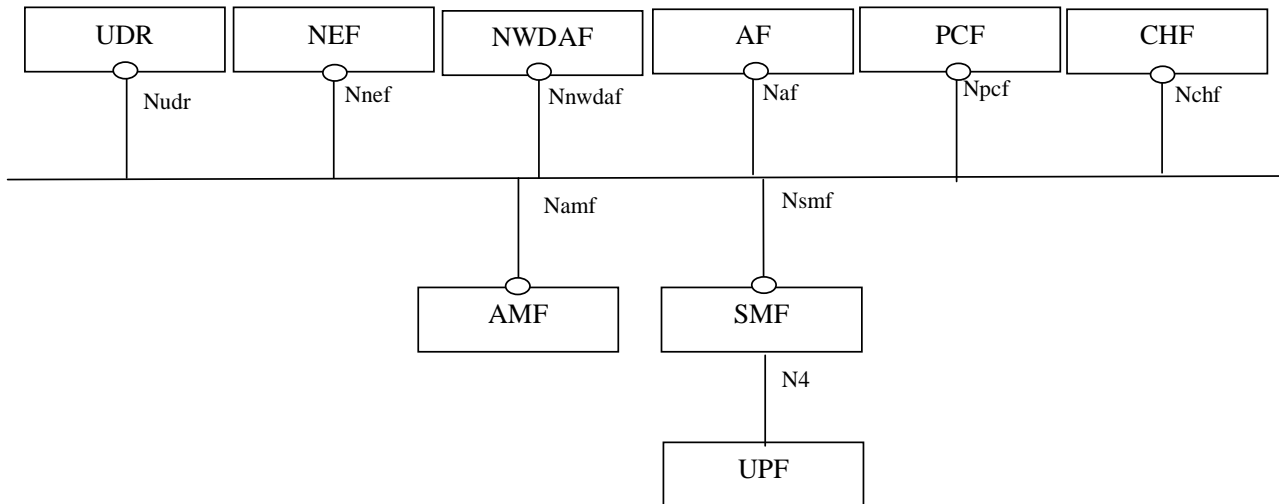 UDR NEF NWDAF AF PCF CHF
Nudr Nnef Nnwdaf Naf Npcf Nchf
Namf Nsmf
AMF SMF
N4
UPF